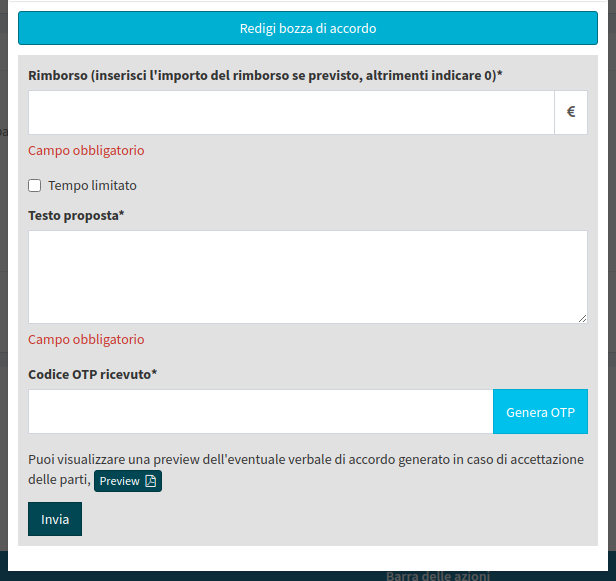 Redigi bozza di accordo
Rimborso (inserisci l'importo del rimborso se previsto, altrimenti indicare 0)*
€
Campo obbligatorio
Tempo limitato
Testo proposta*
Campo obbligatorio
Codice OTP ricevuto*
Genera OTP
Puoi visualizzare una preview dell'eventuale verbale di accordo generato in caso di accettazione
delle parti, Preview
Invia
Barra delle azioni